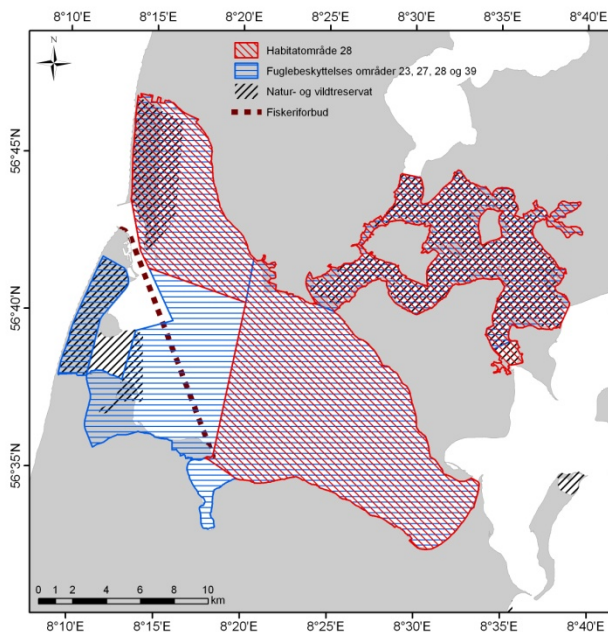 8°10'E 8°15'E 8°20'E 8°25'E 8°30'E 8°35'E 8°40'E
N
Habitatområde 28
Fuglebeskyttelses områder 23, 27, 28 og 39
Natur- og vildtreservat
Fiskeriforbud
56°45'N
56°40'N
56°35'N
0 1 2 4 6 8 10
km
8°10'E 8°15'E 8°20'E 8°25'E 8°30'E 8°35'E 8°40'E